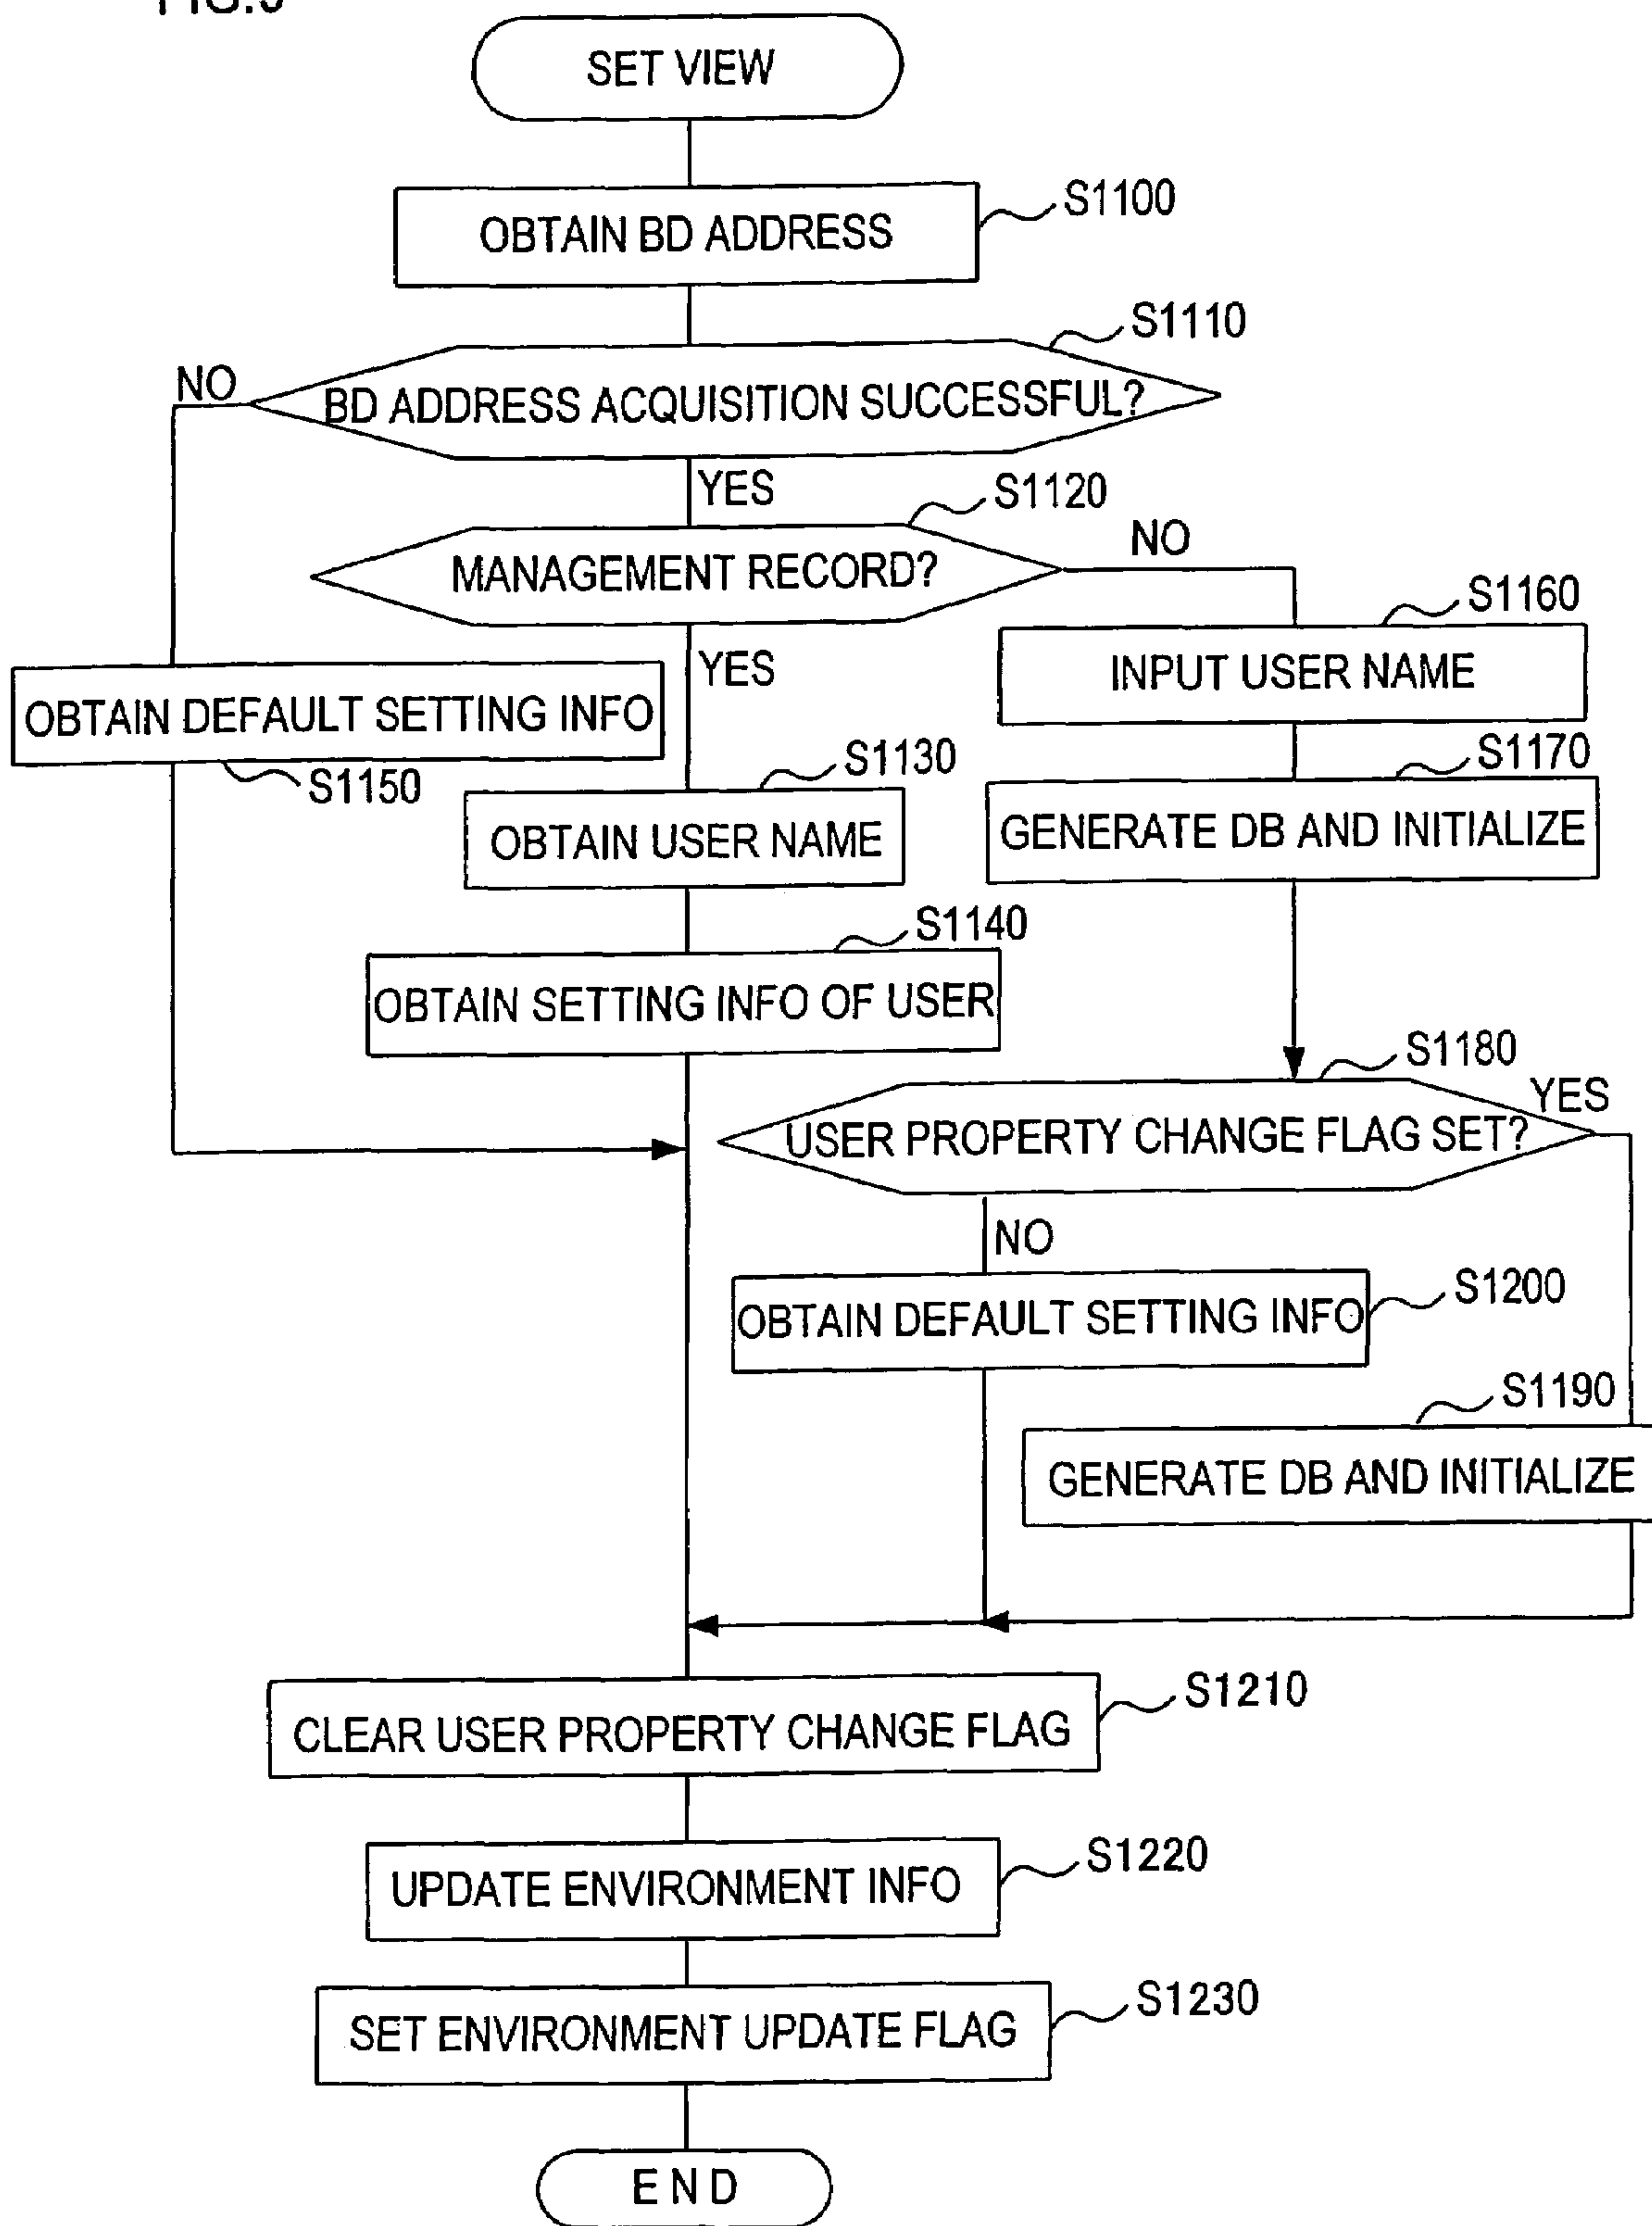 SET VIEW
S1100
OBTAIN BD ADDRESS
S1110
NO
BD ADDRESS ACQUISITION SUCCESSFUL?
YES
S1120
NO
MANAGEMENT RECORD?
S1160
YES
INPUT USER NAME
OBTAIN DEFAULT SETTING INFO
S1150
S1130
S1170
OBTAIN USER NAME
GENERATE DB AND INITIALIZE
S1140
OBTAIN SETTING INFO OF USER
S1180
YES
USER PROPERTY CHANGE FLAG SET?
NO
S1200
OBTAIN DEFAULT SETTING INFO
S1190
GENERATE DB AND INITIALIZE
S1210
CLEAR USER PROPERTY CHANGE FLAG
S1220
UPDATE ENVIRONMENT INFO
S1230
SET ENVIRONMENT UPDATE FLAG
END